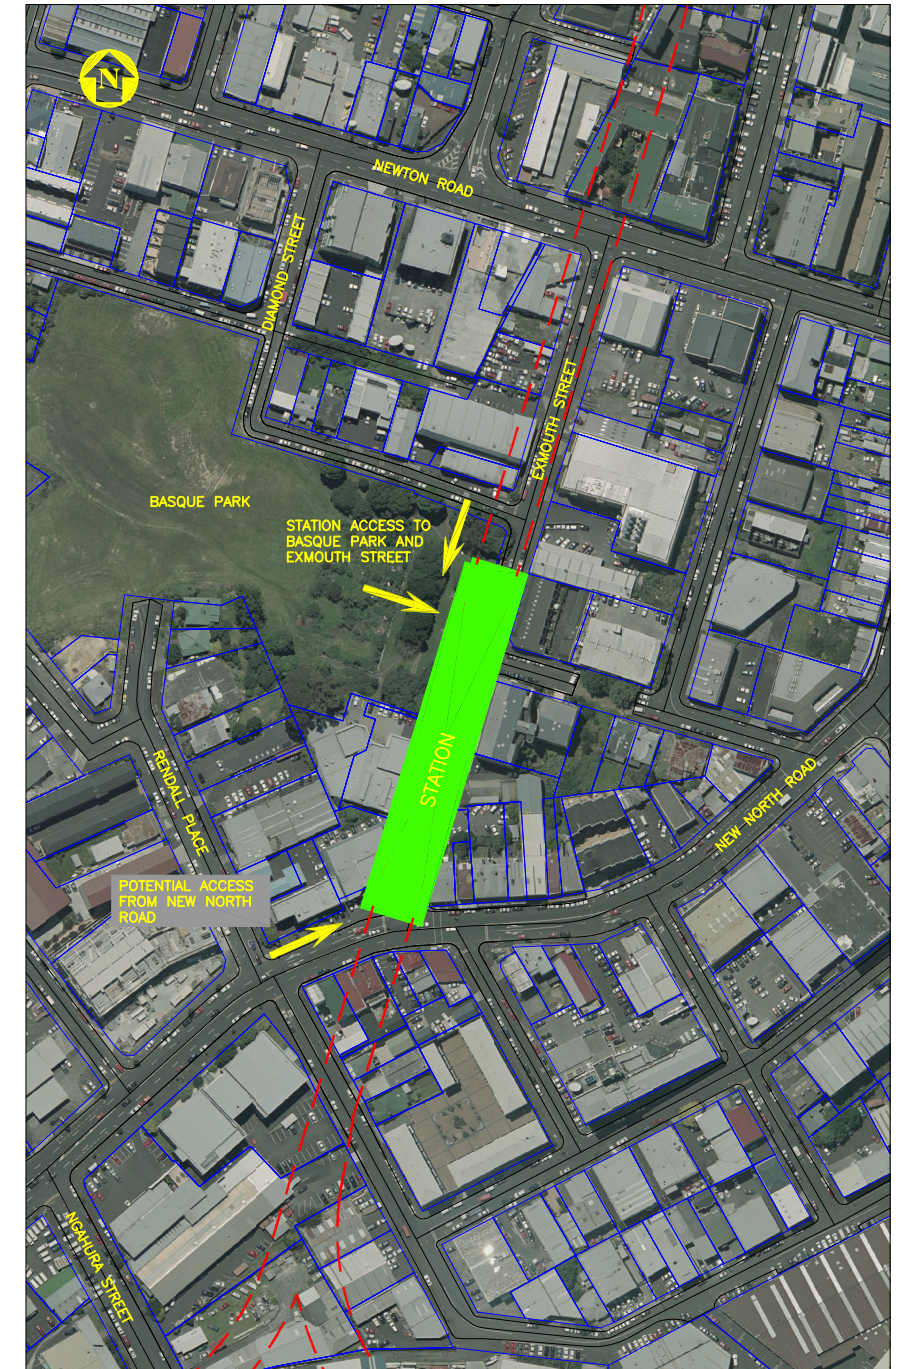 N
NEWTON ROAD
DIAMOND STREET
EXMOUTH STREET
BASQUE PARK
STATION ACCESS TO
BASQUE PARK AND
EXMOUTH STREET
STATION
RENDALL PLACE
NEW NORTH ROAD
POTENTIAL ACCESS
FROM NEW NORTH
ROAD
NGAHURA STREET